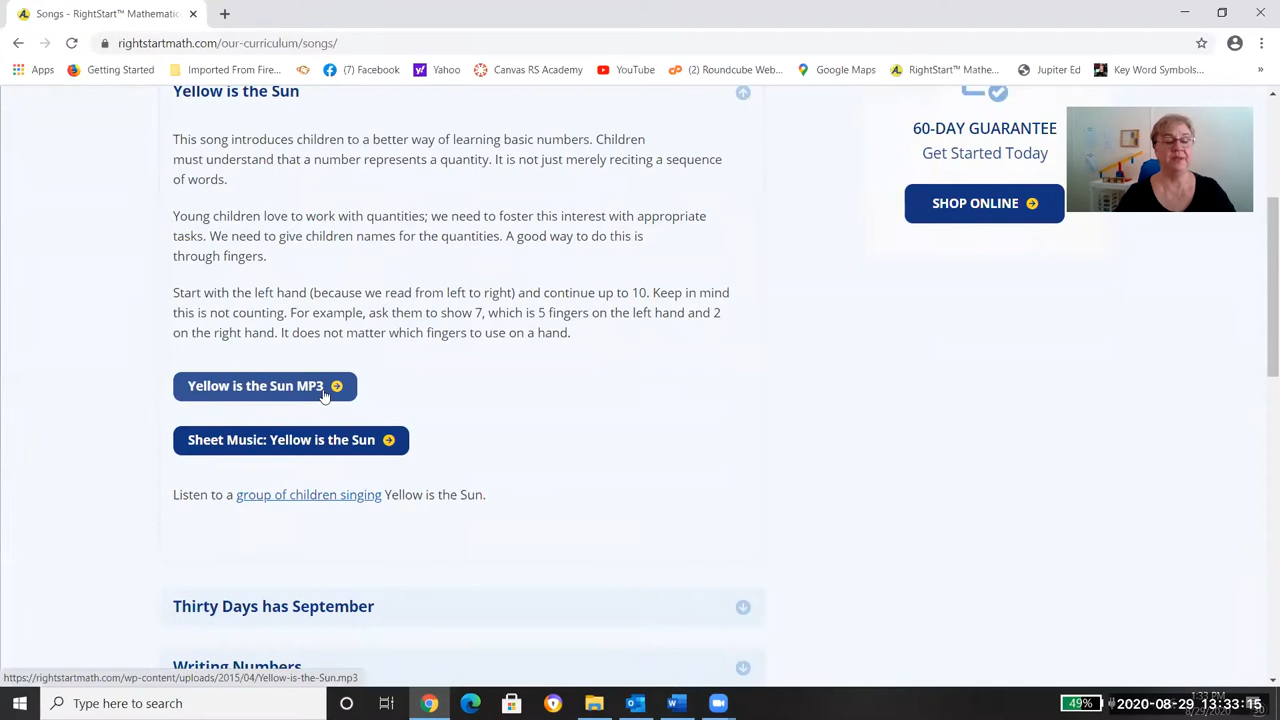 Songs - RightStart™ Mathematic
rightstartmath.com/our-curriculum/songs/
Apps
Getting Started
Imported From Fire...
(7) Facebook
Yahoo
Canvas RS Academy
YouTube
(2) Roundcube Web...
Google Maps
RightStart™ Mathe...
Jupiter Ed
Key Word Symbols...
Yellow is the Sun
This song introduces children to a better way of learning basic numbers. Children
must understand that a number represents a quantity. It is not just merely reciting a sequence
of words.
Young children love to work with quantities; we need to foster this interest with appropriate
tasks. We need to give children names for the quantities. A good way to do this is
through fingers.
Start with the left hand (because we read from left to right) and continue up to 10. Keep in mind
this is not counting. For example, ask them to show 7, which is 5 fingers on the left hand and 2
on the right hand. It does not matter which fingers to use on a hand.
Yellow is the Sun MP3
Sheet Music: Yellow is the Sun
Listen to a group of children singing Yellow is the Sun.
Thirty Days has September
Writing Numbers
60-DAY GUARANTEE
Get Started Today
SHOP ONLINE
https://rightstartmath.com/wp-content/uploads/2015/04/Yellow-is-the-Sun.mp3
Type here to search
49%
1:33 PM
2020-08-29 13:33:15
8/29/2020